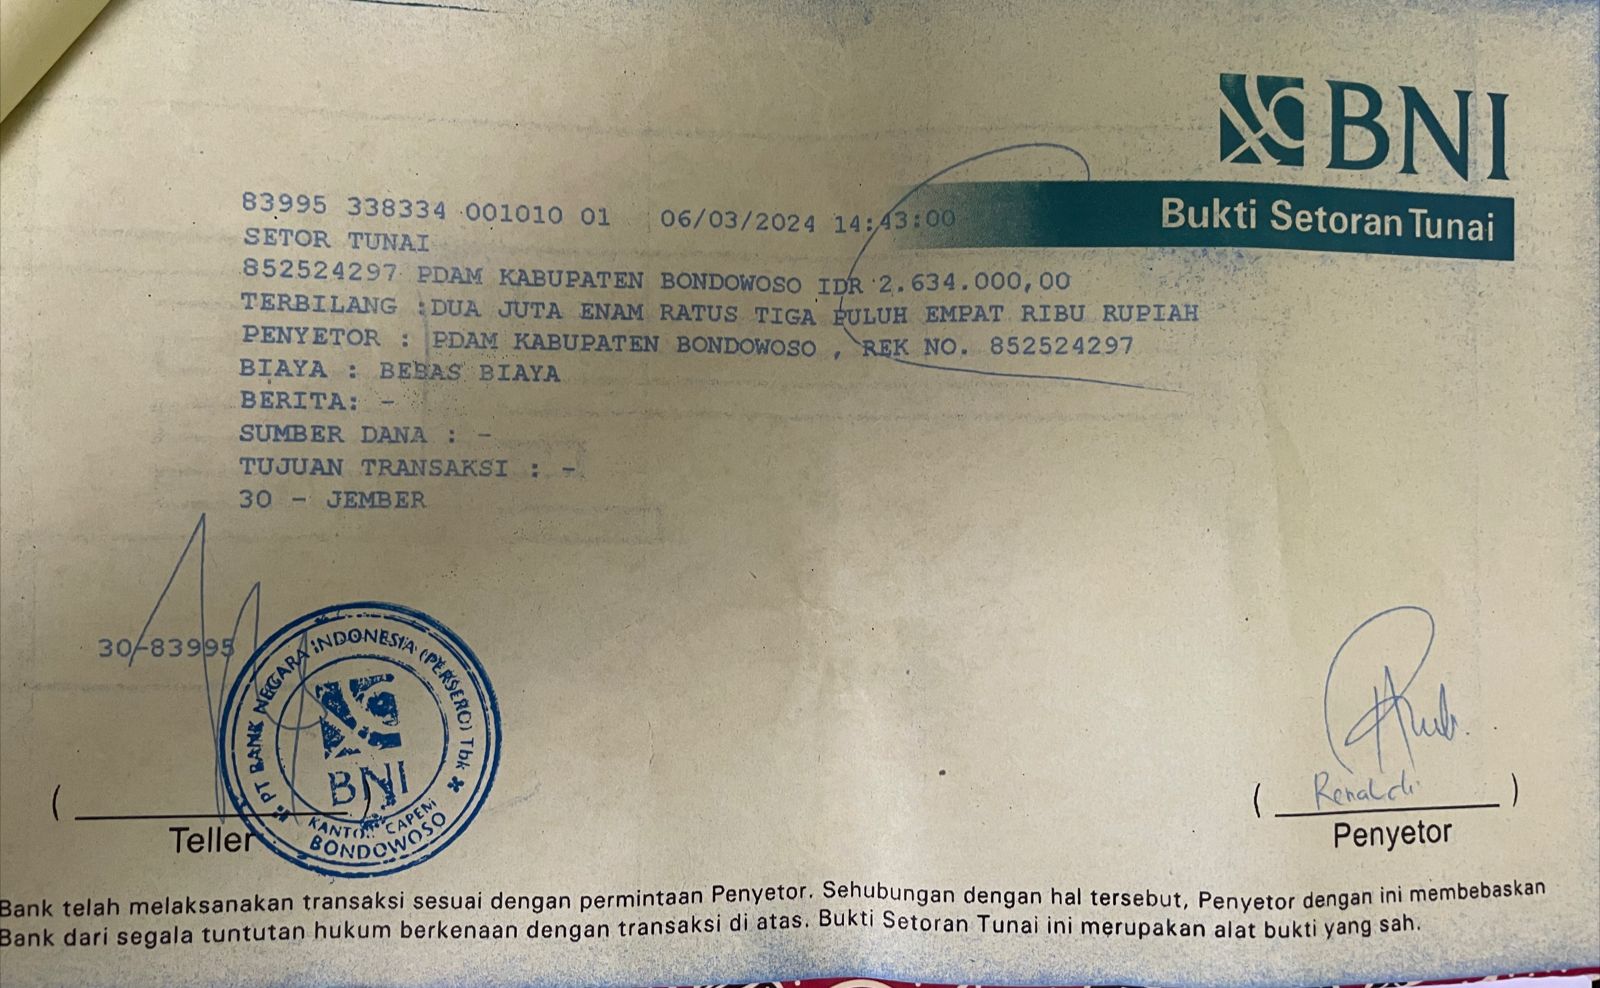 BNI
Bukti Setoran Tunai
83995 338334 001010 01 06/03/2024 14:43:00
SETOR TUNAI
852524297 PDAM KABUPATEN BONDOWOSO IDR 2.634.000,00
TERBILANG :DUA JUTA ENAM RATUS TIGA PULUH EMPAT RIBU RUPIAH
PENYETOR : PDAM KABUPATEN BONDOWOSO , REK NO. 852524297
BIAYA : BEBAS BIAYA
BERITA: -
SUMBER DANA : -
TUJUAN TRANSAKSI : -
30 - JEMBER
30-83995
PT BANK NEGARA INDONESIA (PERSERO) Tbk
BNI
KANTOR CAPEM
BONDOWOSO
( )
Teller
( Renaldi )
Penyetor
Bank telah melaksanakan transaksi sesuai dengan permintaan Penyetor. Sehubungan dengan hal tersebut, Penyetor dengan ini membebaskan
Bank dari segala tuntutan hukum berkenaan dengan transaksi di atas. Bukti Setoran Tunai ini merupakan alat bukti yang sah.